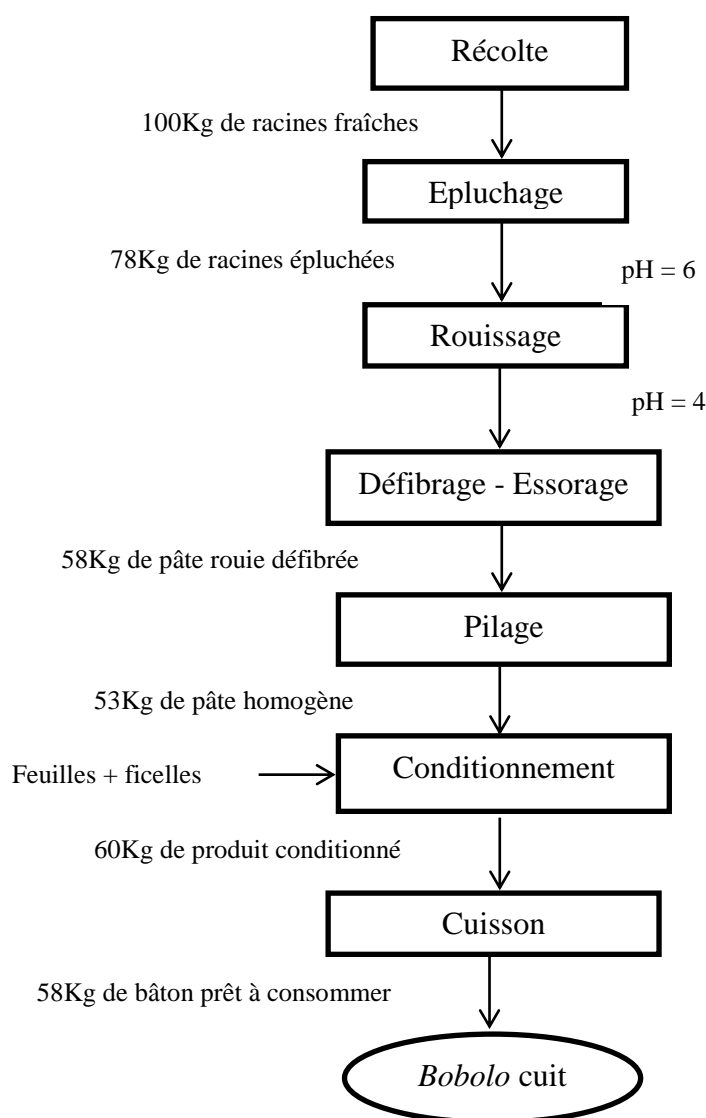 Récolte
100Kg de racines fraîches
Epluchage
78Kg de racines épluchées
pH = 6
Rouissage
pH = 4
Défibrage - Essorage
58Kg de pâte rouie défibrée
Pilage
53Kg de pâte homogène
Feuilles + ficelles
Conditionnement
60Kg de produit conditionné
Cuisson
58Kg de bâton prêt à consommer
Bobolo cuit